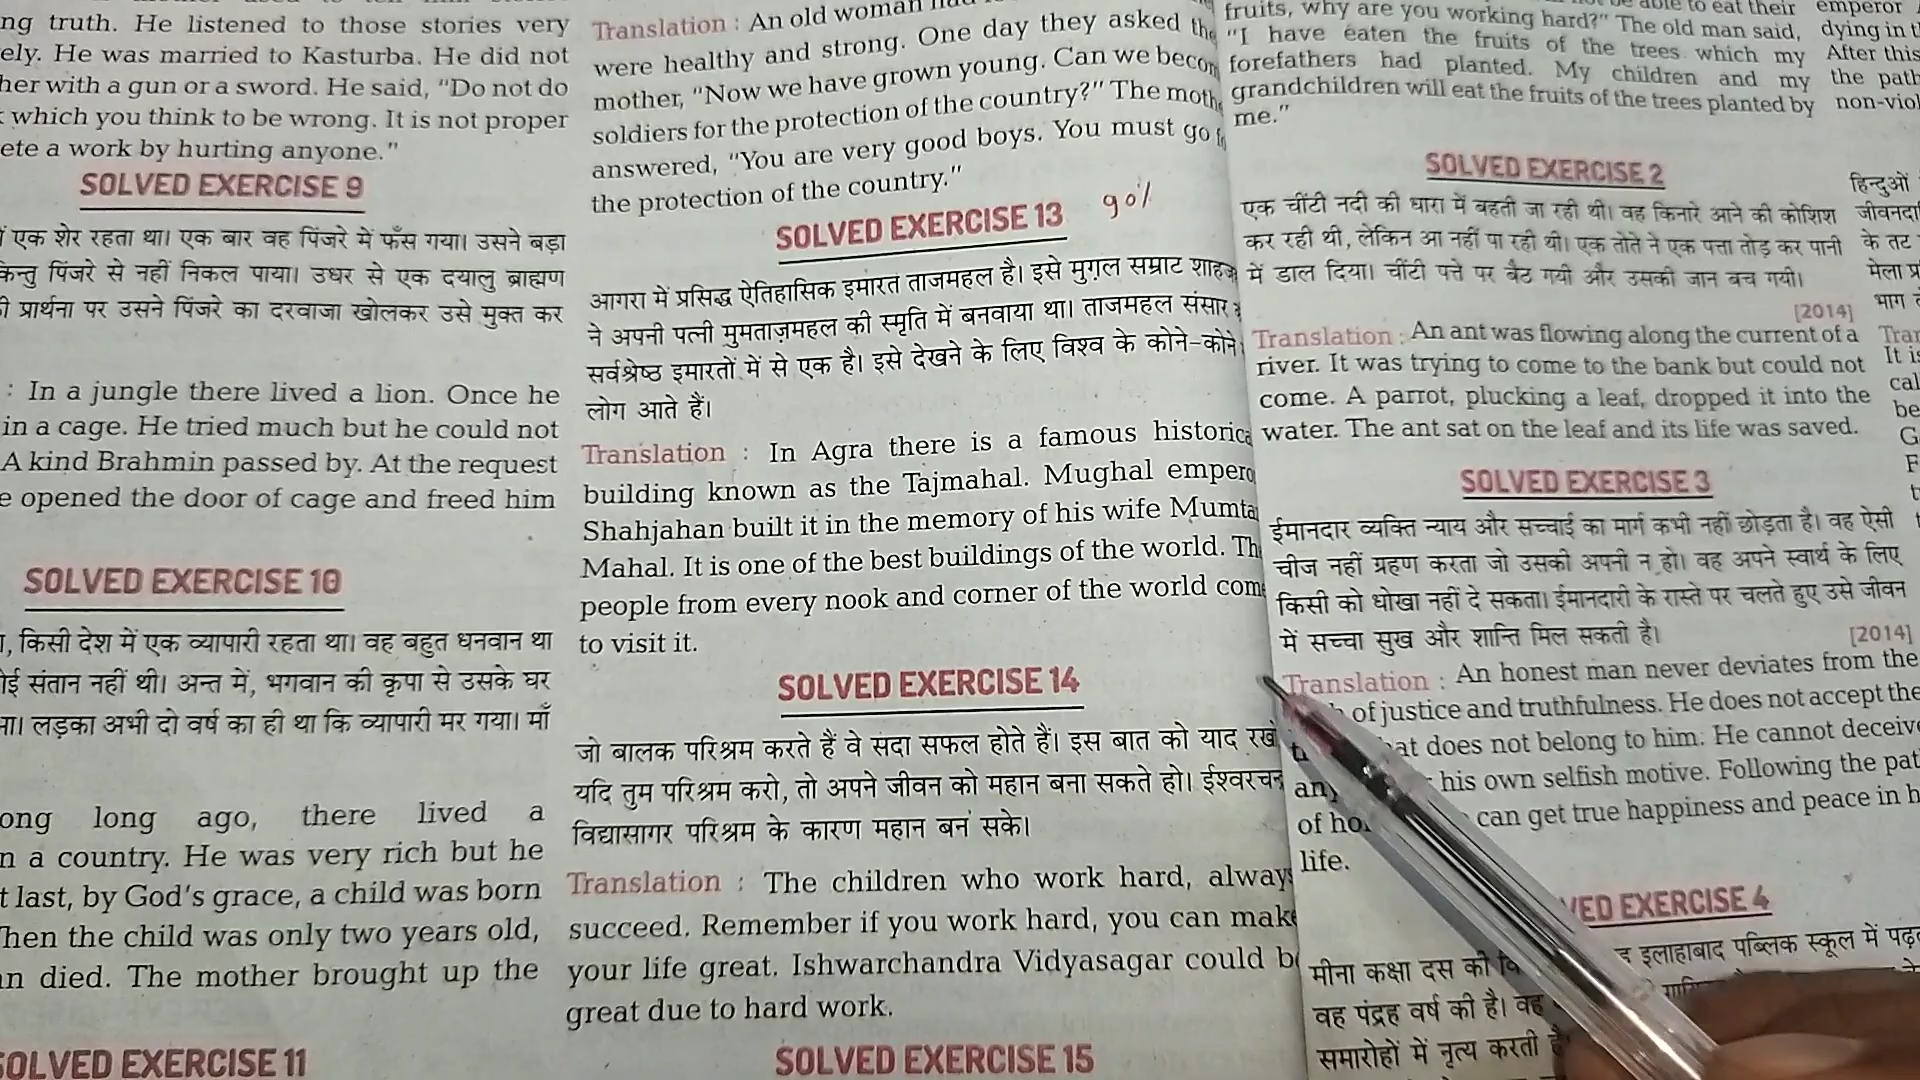 ng truth. He listened to those stories very
ely. He was married to Kasturba. He did not
her with a gun or a sword. He said, "Do not do
which you think to be wrong. It is not proper
ete a work by hurting anyone."
SOLVED EXERCISE 9
एक शेर रहता था। एक बार वह पिंजरे में फँस गया। उसने बड़ा
किन्तु पिंजरे से नहीं निकल पाया। उधर से एक दयालु ब्राह्मण
प्रार्थना पर उसने पिंजरे का दरवाजा खोलकर उसे मुक्त कर
: In a jungle there lived a lion. Once he
in a cage. He tried much but he could not
A kind Brahmin passed by. At the request
e opened the door of cage and freed him
SOLVED EXERCISE 10
किसी देश में एक व्यापारी रहता था। वह बहुत धनवान था
संतान नहीं थी। अन्त में, भगवान की कृपा से उसके घर
लड़का अभी दो वर्ष का ही था कि व्यापारी मर गया। माँ
ong long ago, there lived a
n a country. He was very rich but he
t last, by God's grace, a child was born
hen the child was only two years old,
an died. The mother brought up the
SOLVED EXERCISE 11
Translation : An old woman
were healthy and strong. One day they asked the
mother, "Now we have grown young. Can we becom
soldiers for the protection of the country?" The moth
answered, "You are very good boys. You must go
the protection of the country."
SOLVED EXERCISE 13 90%
आगरा में प्रसिद्ध ऐतिहासिक इमारत ताजमहल है। इसे मुग़ल सम्राट शाहज
ने अपनी पत्नी मुमताज़महल की स्मृति में बनवाया था। ताजमहल संसार
सर्वश्रेष्ठ इमारतों में से एक है। इसे देखने के लिए विश्व के कोने-कोने
लोग आते हैं।
Translation : In Agra there is a famous historica
building known as the Tajmahal. Mughal empero
Shahjahan built it in the memory of his wife Mumta
Mahal. It is one of the best buildings of the world. Th
people from every nook and corner of the world come
to visit it.
SOLVED EXERCISE 14
जो बालक परिश्रम करते हैं वे सदा सफल होते हैं। इस बात को याद रखो
यदि तुम परिश्रम करो, तो अपने जीवन को महान बना सकते हो। ईश्वरचन्
विद्यासागर परिश्रम के कारण महान बन सके।
Translation : The children who work hard, always
succeed. Remember if you work hard, you can make
your life great. Ishwarchandra Vidyasagar could b
great due to hard work.
SOLVED EXERCISE 15
fruits, why are you working hard?" The old man said,
"I have eaten the fruits of the trees which my
forefathers had planted. My children and my
grandchildren will eat the fruits of the trees planted by
me."
SOLVED EXERCISE 2
एक चींटी नदी की धारा में बहती जा रही थी। वह किनारे आने की कोशिश
कर रही थी, लेकिन आ नहीं पा रही थी। एक तोते ने एक पत्ता तोड़ कर पानी
में डाल दिया। चींटी पत्ते पर बैठ गयी और उसकी जान बच गयी।
[2014]
Translation : An ant was flowing along the current of a
river. It was trying to come to the bank but could not
come. A parrot, plucking a leaf, dropped it into the
water. The ant sat on the leaf and its life was saved.
SOLVED EXERCISE 3
ईमानदार व्यक्ति न्याय और सच्चाई का मार्ग कभी नहीं छोड़ता है। वह ऐसी
चीज नहीं ग्रहण करता जो उसकी अपनी न हो। वह अपने स्वार्थ के लिए
किसी को धोखा नहीं दे सकता। ईमानदारी के रास्ते पर चलते हुए उसे जीवन
में सच्चा सुख और शान्ति मिल सकती है।
[2014]
Translation : An honest man never deviates from the
of justice and truthfulness. He does not accept the
at does not belong to him. He cannot deceive
any his own selfish motive. Following the pat
of ho can get true happiness and peace in h
life.
VED EXERCISE 4
मीना कक्षा दस की इलाहाबाद पब्लिक स्कूल में पढ़त
वह पंद्रह वर्ष की है। वह
समारोहों में नृत्य करती है
emperor
dying in t
After this
the path
non-viol
हिन्दुओं
जीवनदा
के तट
मेला प्र
भाग
Tran
It is
cal
be
G
F